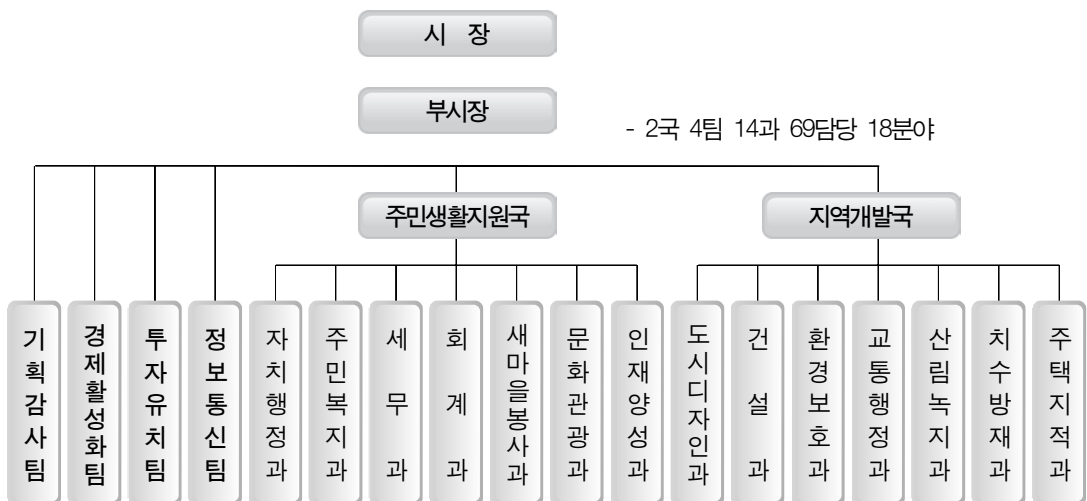 시 장
부시장
- 2국 4팀 14과 69담당 18분야
주민생활지원국
지역개발국
기획감사팀
경제활성화팀
투자유치팀
정보통신팀
자치행정과
주민복지과
세무과
회계과
새마을봉사과
문화관광과
인재양성과
도시디자인과
건설과
환경보호과
교통행정과
산림녹지과
치수방재과
주택지적과